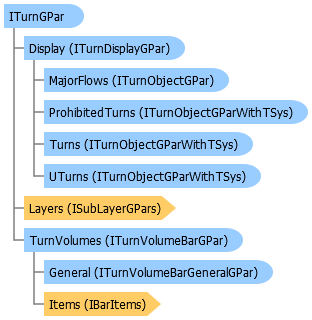 ITurnGPar
Display (ITurnDisplayGPar)
MajorFlows (ITurnObjectGPar)
ProhibitedTurns (ITurnObjectGParWithTSys)
Turns (ITurnObjectGParWithTSys)
UTurns (ITurnObjectGParWithTSys)
Layers (ISubLayerGPars)
TurnVolumes (ITurnVolumeBarGPar)
General (ITurnVolumeBarGeneralGPar)
Items (IBarItems)